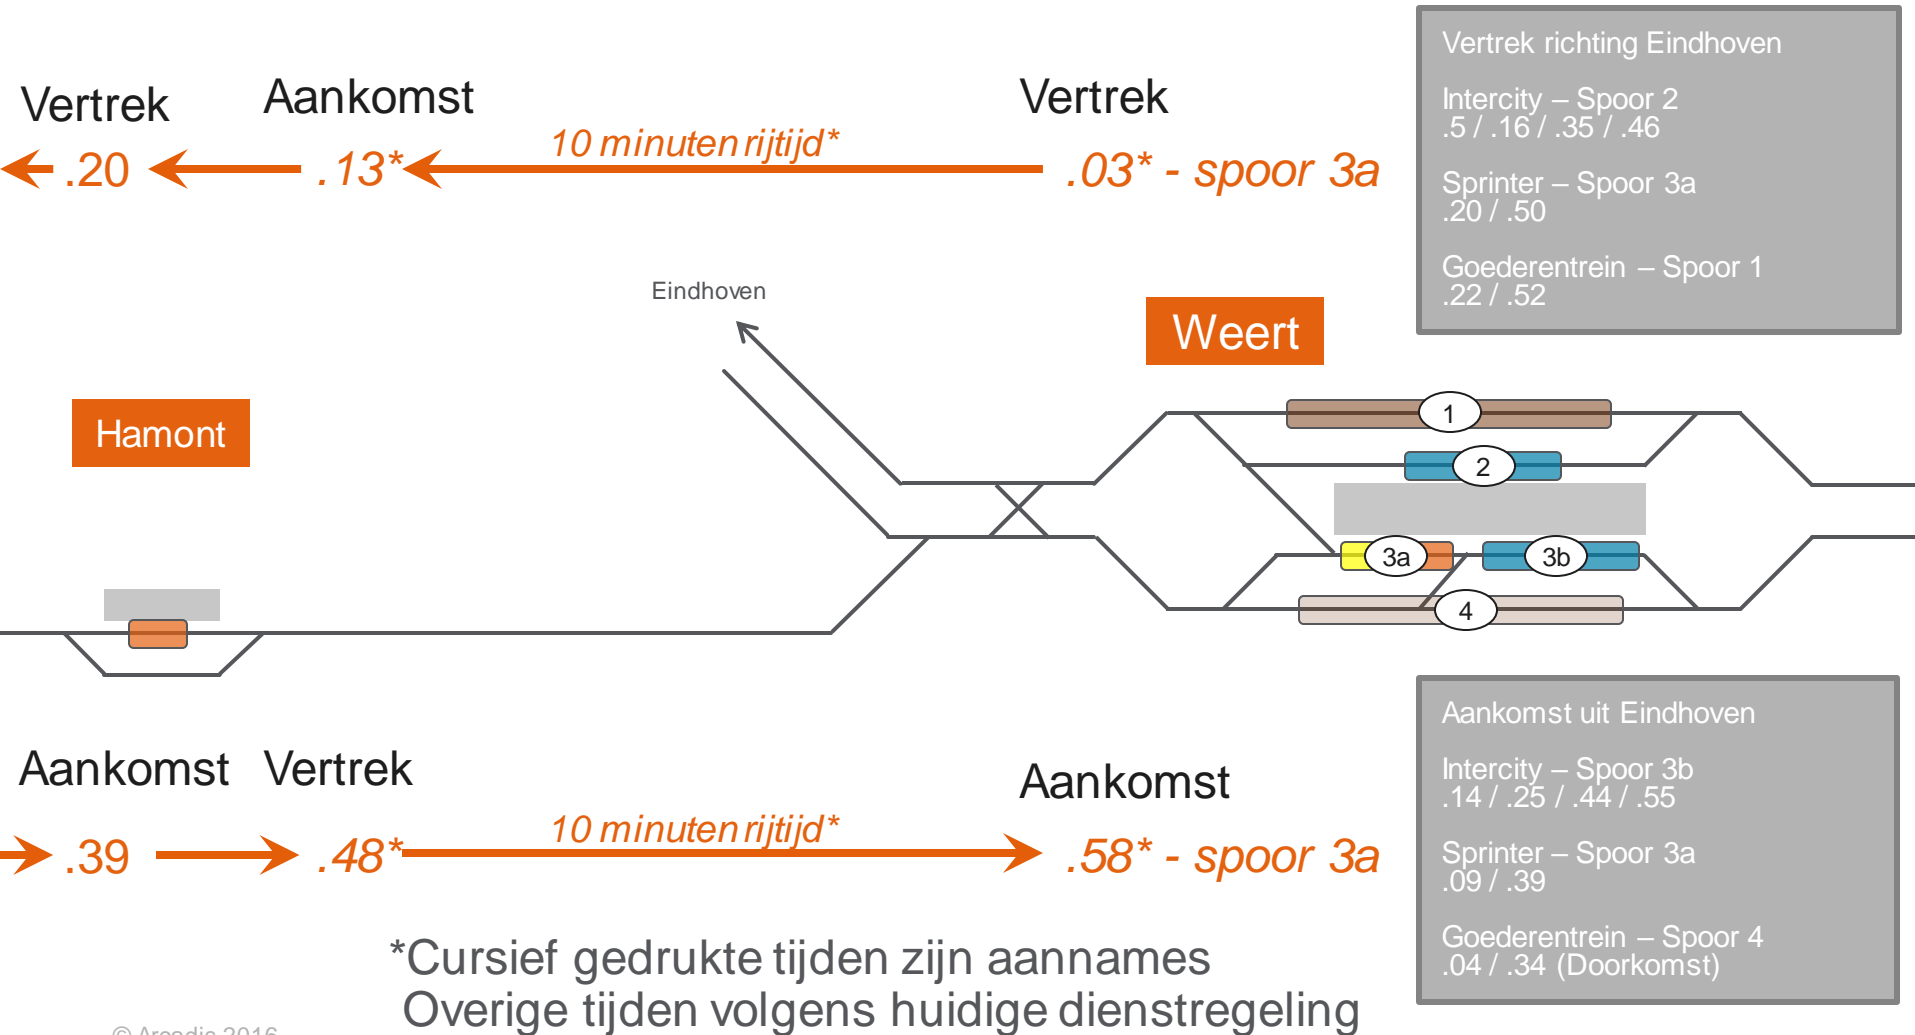 Vertrek
Aankomst
Vertrek
10 minuten rijtijd*
.20
.13*
.03* - spoor 3a
Vertrek richting Eindhoven
Intercity – Spoor 2
.5 / .16 / .35 / .46
Sprinter – Spoor 3a
.20 / .50
Goederentrein – Spoor 1
.22 / .52
Eindhoven
Weert
Hamont
1
2
3a
3b
4
Aankomst
Vertrek
Aankomst
10 minuten rijtijd*
.39
.48*
.58* - spoor 3a
Aankomst uit Eindhoven
Intercity – Spoor 3b
.14 / .25 / .44 / .55
Sprinter – Spoor 3a
.09 / .39
Goederentrein – Spoor 4
.04 / .34 (Doorkomst)
*Cursief gedrukte tijden zijn aannames
Overige tijden volgens huidige dienstregeling
© Arcadis 2016